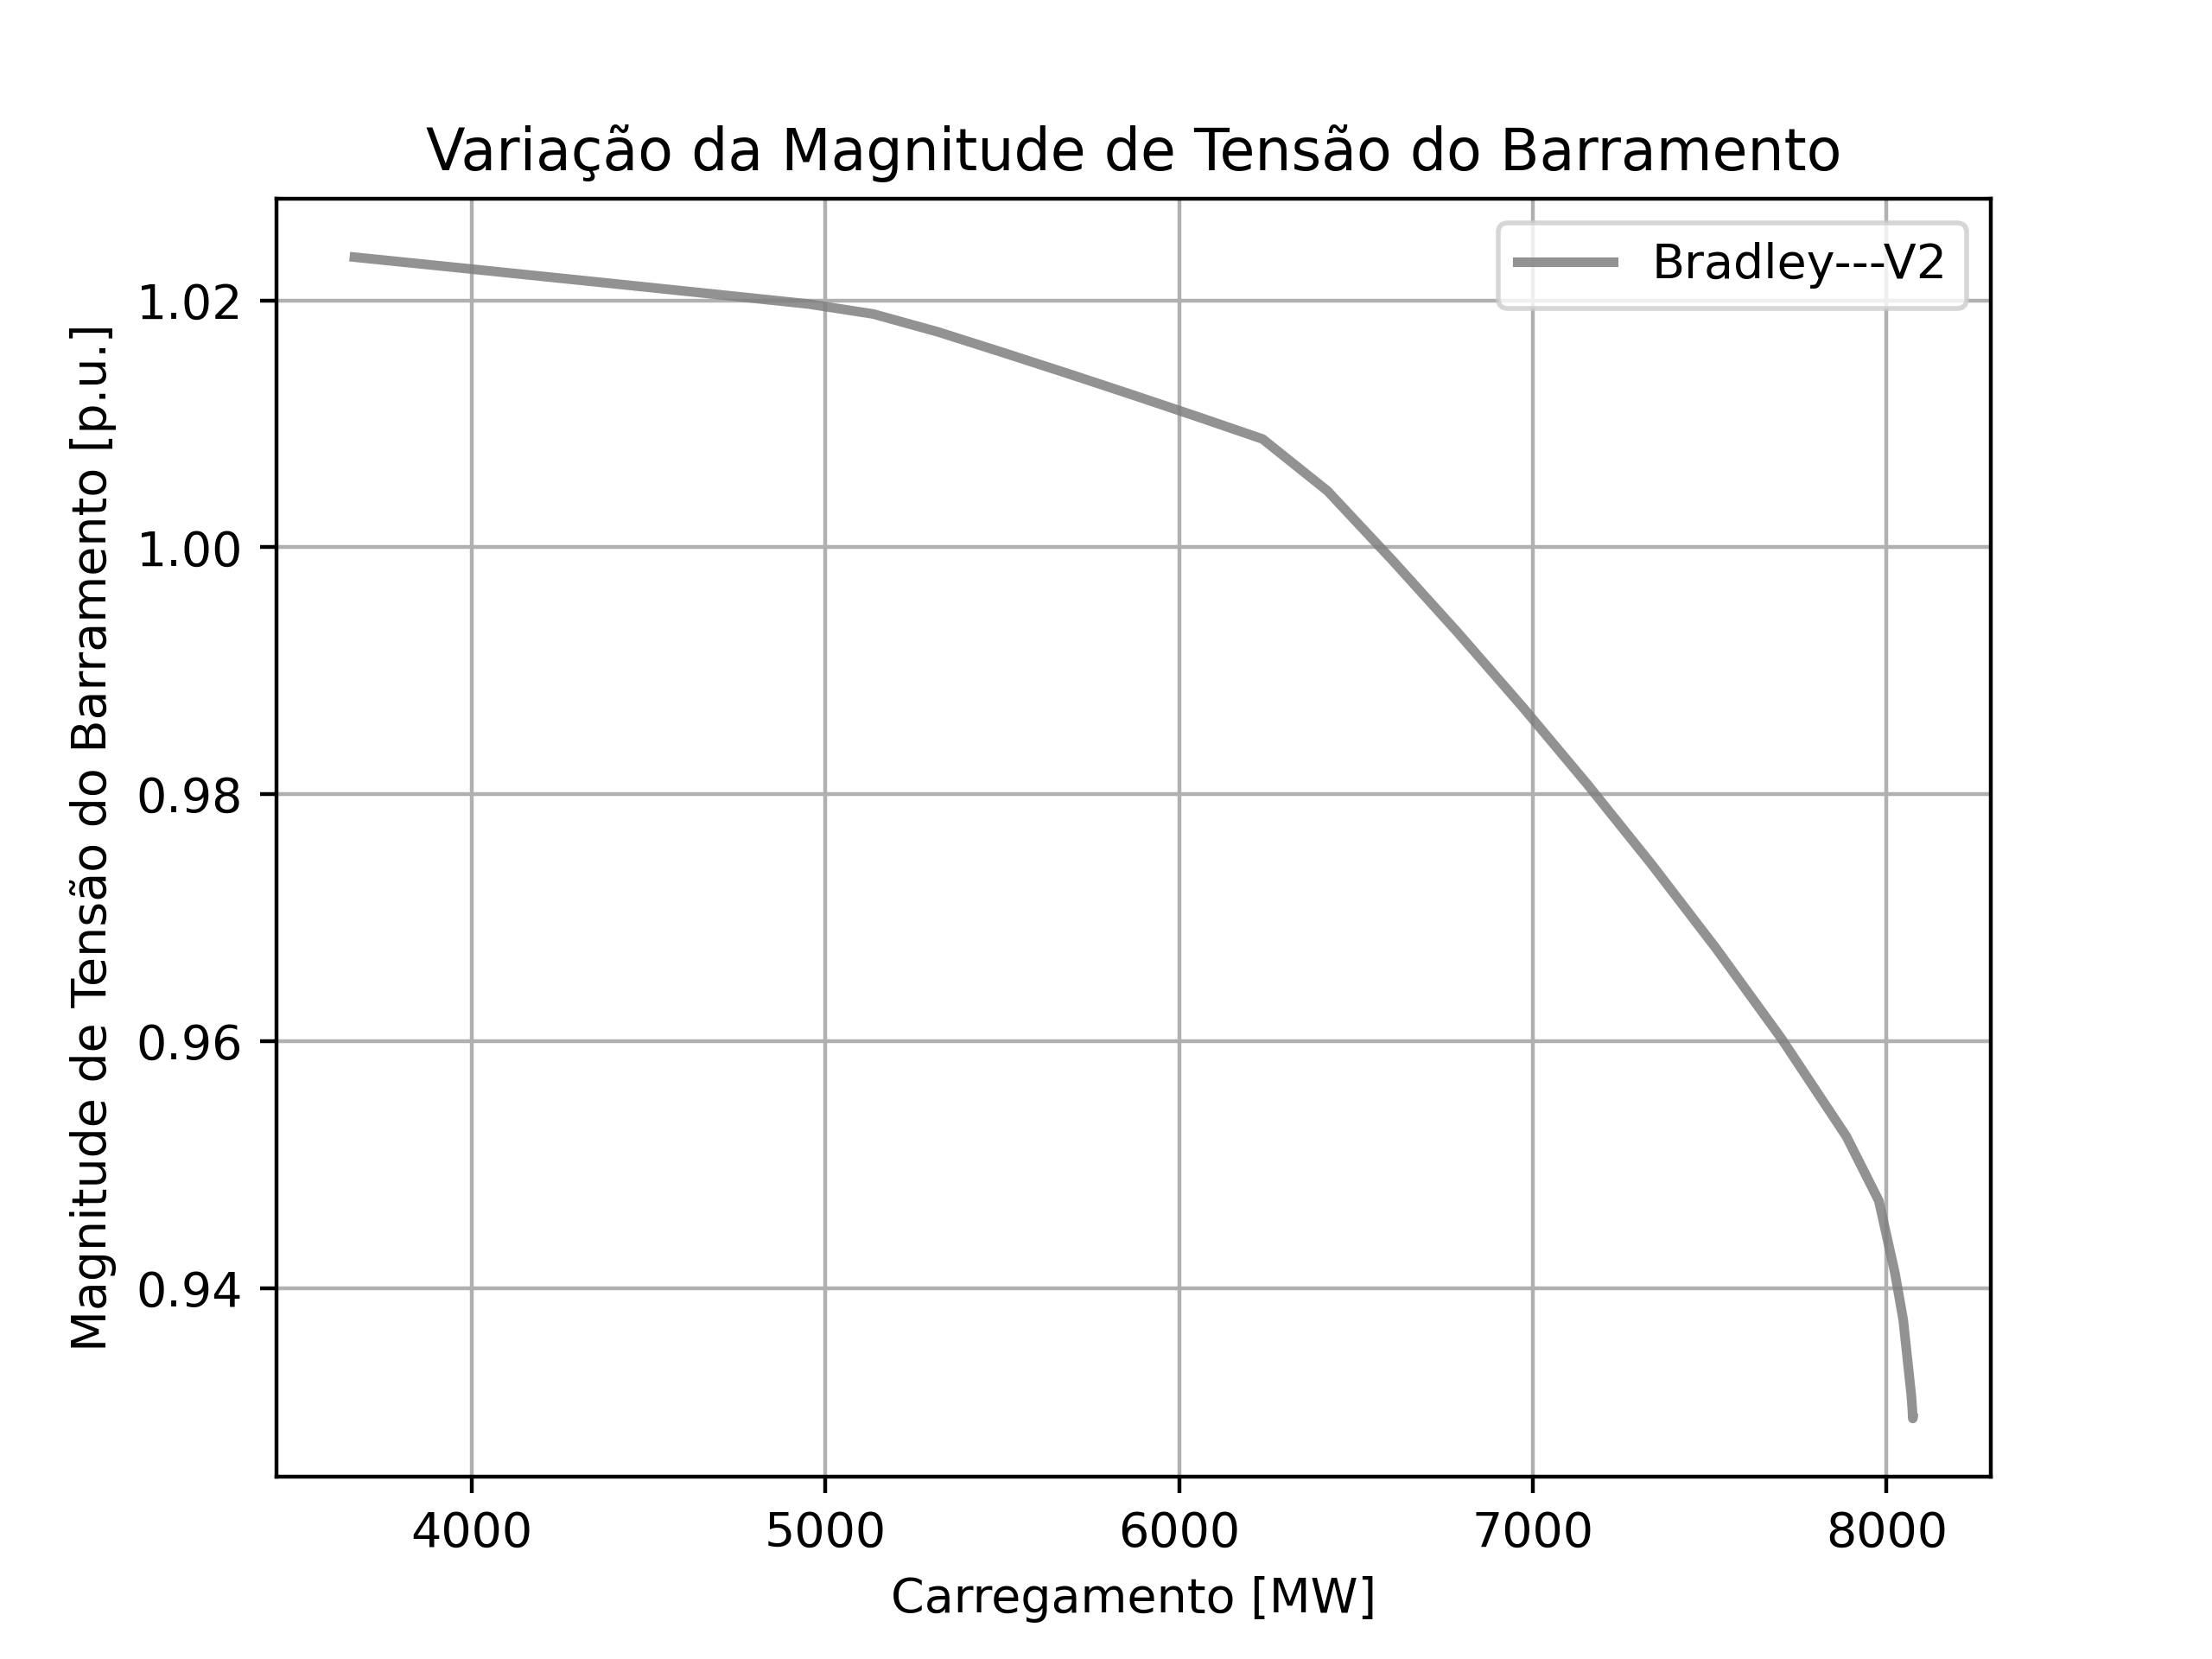 Variação da Magnitude de Tensão do Barramento
Bradley---V2
Magnitude de Tensão do Barramento [p.u.]
1.02
1.00
0.98
0.96
0.94
4000 5000 6000 7000 8000
Carregamento [MW]